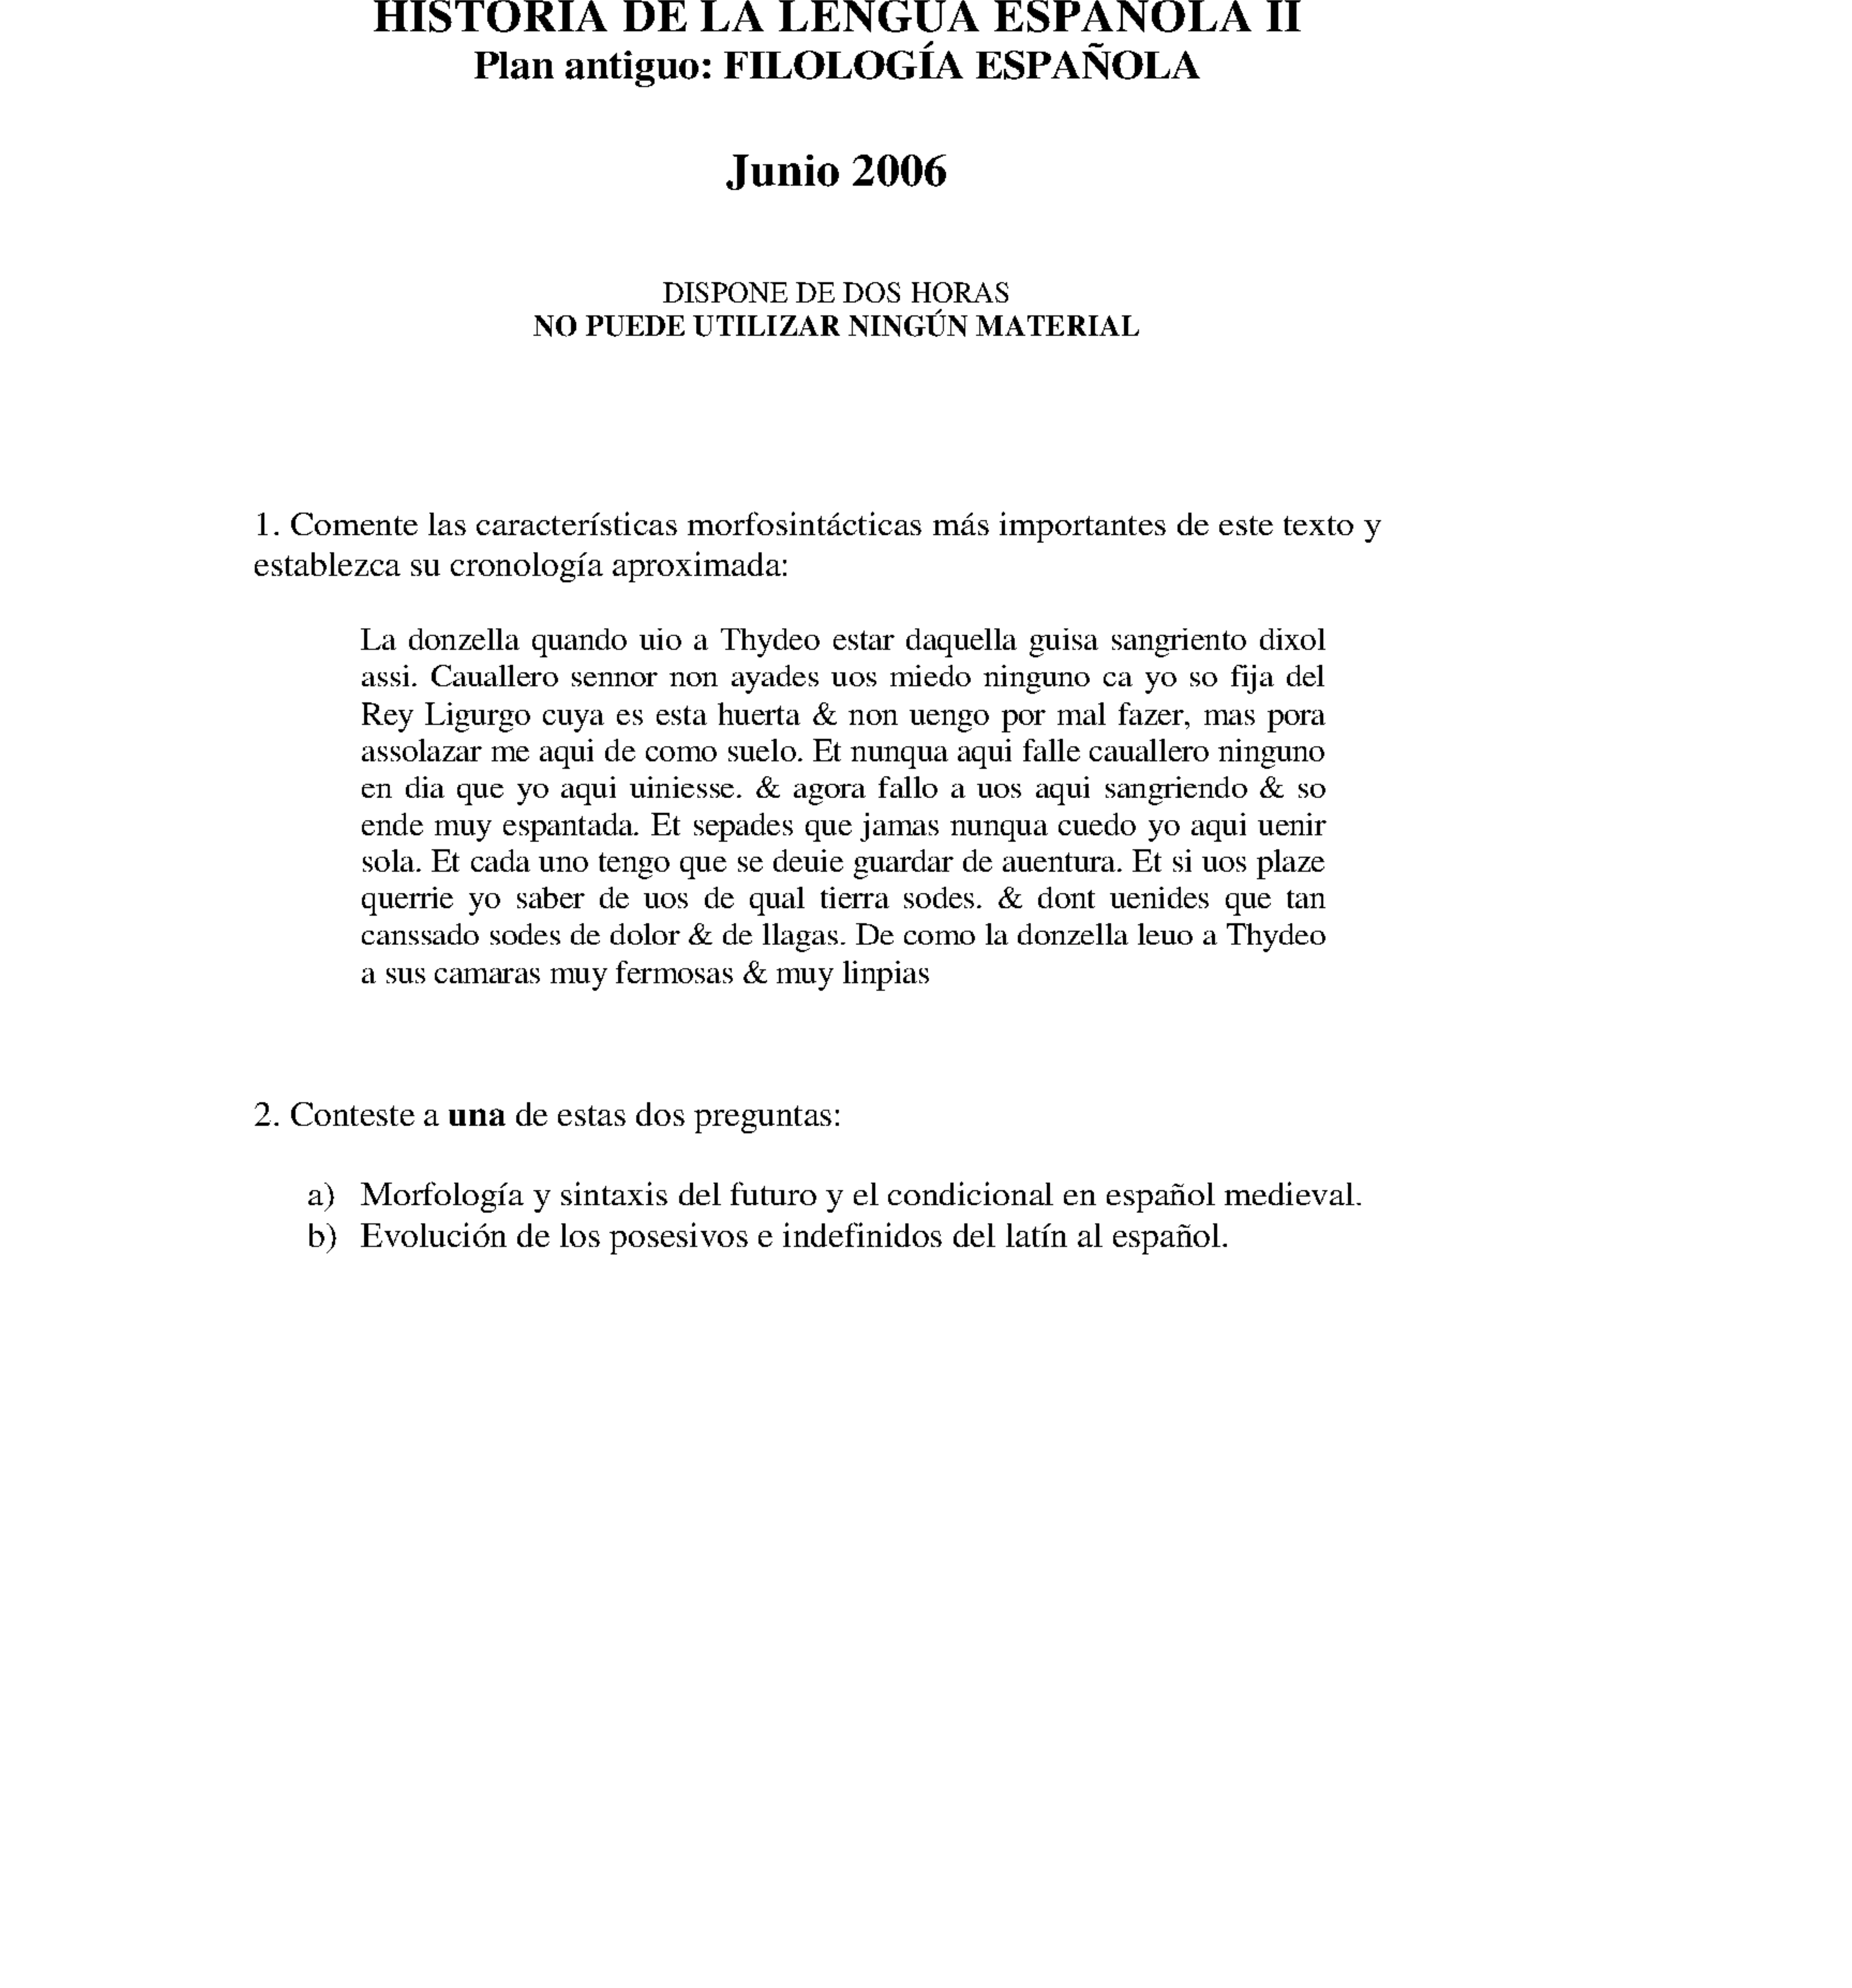 HISTORIA DE LA LENGUA ESPAÑOLA II
Plan antiguo: FILOLOGÍA ESPAÑOLA
Junio 2006
DISPONE DE DOS HORAS
NO PUEDE UTILIZAR NINGÚN MATERIAL
1. Comente las características morfosintácticas más importantes de este texto y
establezca su cronología aproximada:
La donzella quando uio a Thydeo estar daquella guisa sangriento dixol
assi. Cauallero sennor non ayades uos miedo ninguno ca yo so fija del
Rey Ligurgo cuya es esta huerta & non uengo por mal fazer, mas pora
assolazar me aqui de como suelo. Et nunqua aqui falle cauallero ninguno
en dia que yo aqui uiniesse. & agora fallo a uos aqui sangriendo & so
ende muy espantada. Et sepades que jamas nunqua cuedo yo aqui uenir
sola. Et cada uno tengo que se deuie guardar de auentura. Et si uos plaze
querrie yo saber de uos de qual tierra sodes. & dont uenides que tan
canssado sodes de dolor & de llagas. De como la donzella leuo a Thydeo
a sus camaras muy fermosas & muy linpias
2. Conteste a una de estas dos preguntas:
a) Morfología y sintaxis del futuro y el condicional en español medieval.
b) Evolución de los posesivos e indefinidos del latín al español.